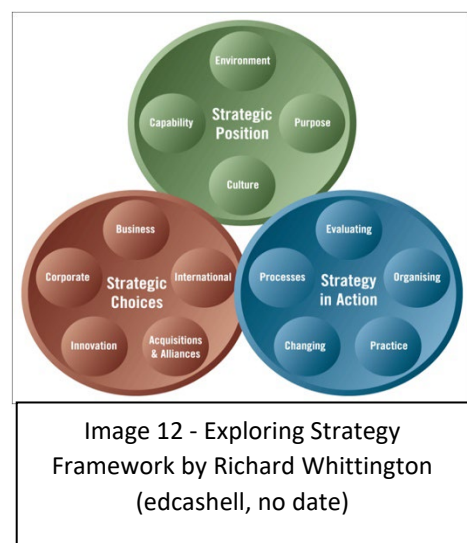 Environment
Capability
Strategic
Position
Purpose
Culture
Business
Corporate
Strategic
Choices
International
Innovation
Acquisitions
& Alliances
Evaluating
Processes
Strategy
in Action
Organising
Changing
Practice
Image 12 - Exploring Strategy
Framework by Richard Whittington
(edcashell, no date)